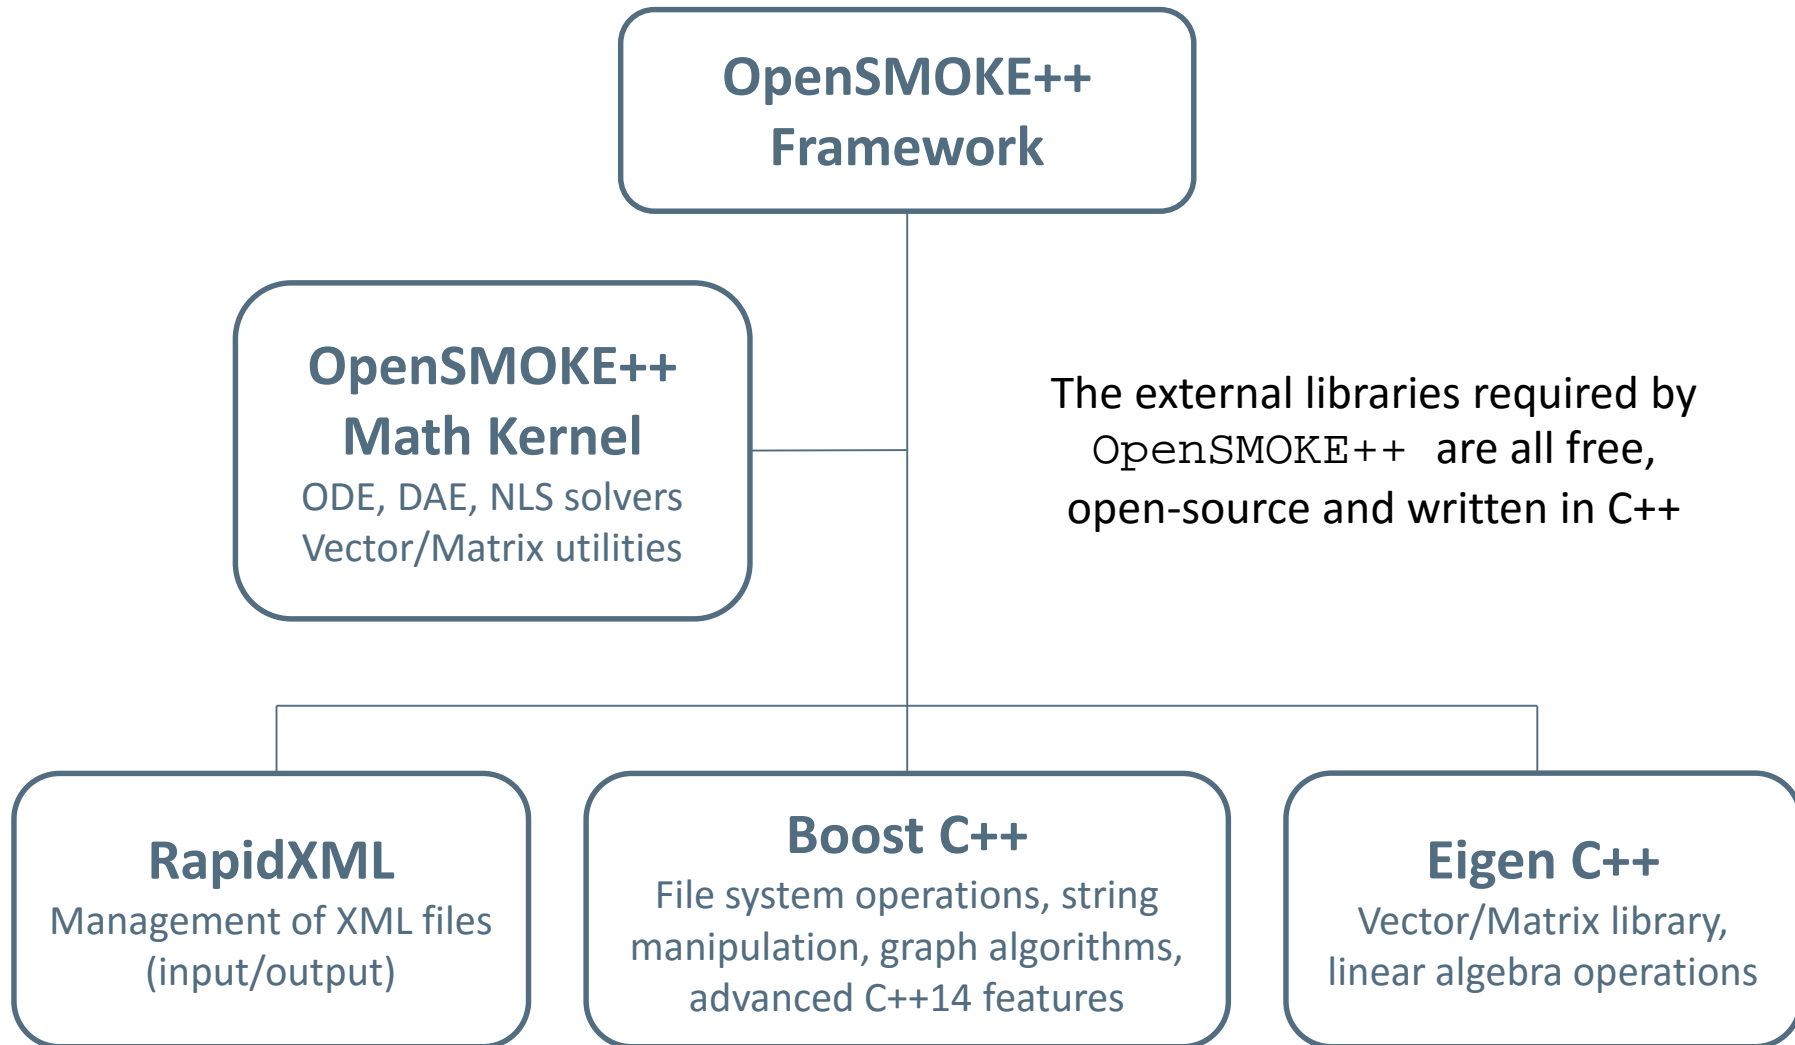 OpenSMOKE++
Framework
OpenSMOKE++
Math Kernel
ODE, DAE, NLS solvers
Vector/Matrix utilities
The external libraries required by
OpenSMOKE++ are all free,
open-source and written in C++
RapidXML
Management of XML files
(input/output)
Boost C++
File system operations, string
manipulation, graph algorithms,
advanced C++14 features
Eigen C++
Vector/Matrix library,
linear algebra operations